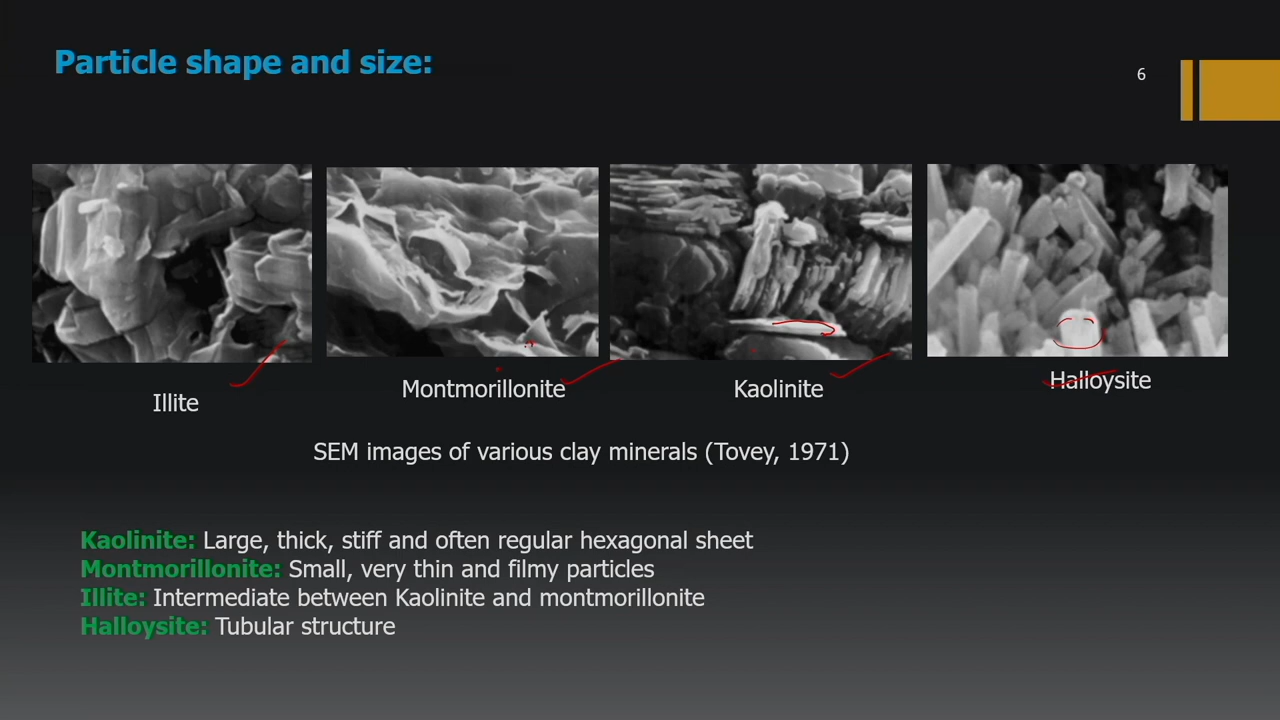 Particle shape and size:
6
Illite
Montmorillonite
Kaolinite
Halloysite
SEM images of various clay minerals (Tovey, 1971)
Kaolinite: Large, thick, stiff and often regular hexagonal sheet
Montmorillonite: Small, very thin and filmy particles
Illite: Intermediate between Kaolinite and montmorillonite
Halloysite: Tubular structure